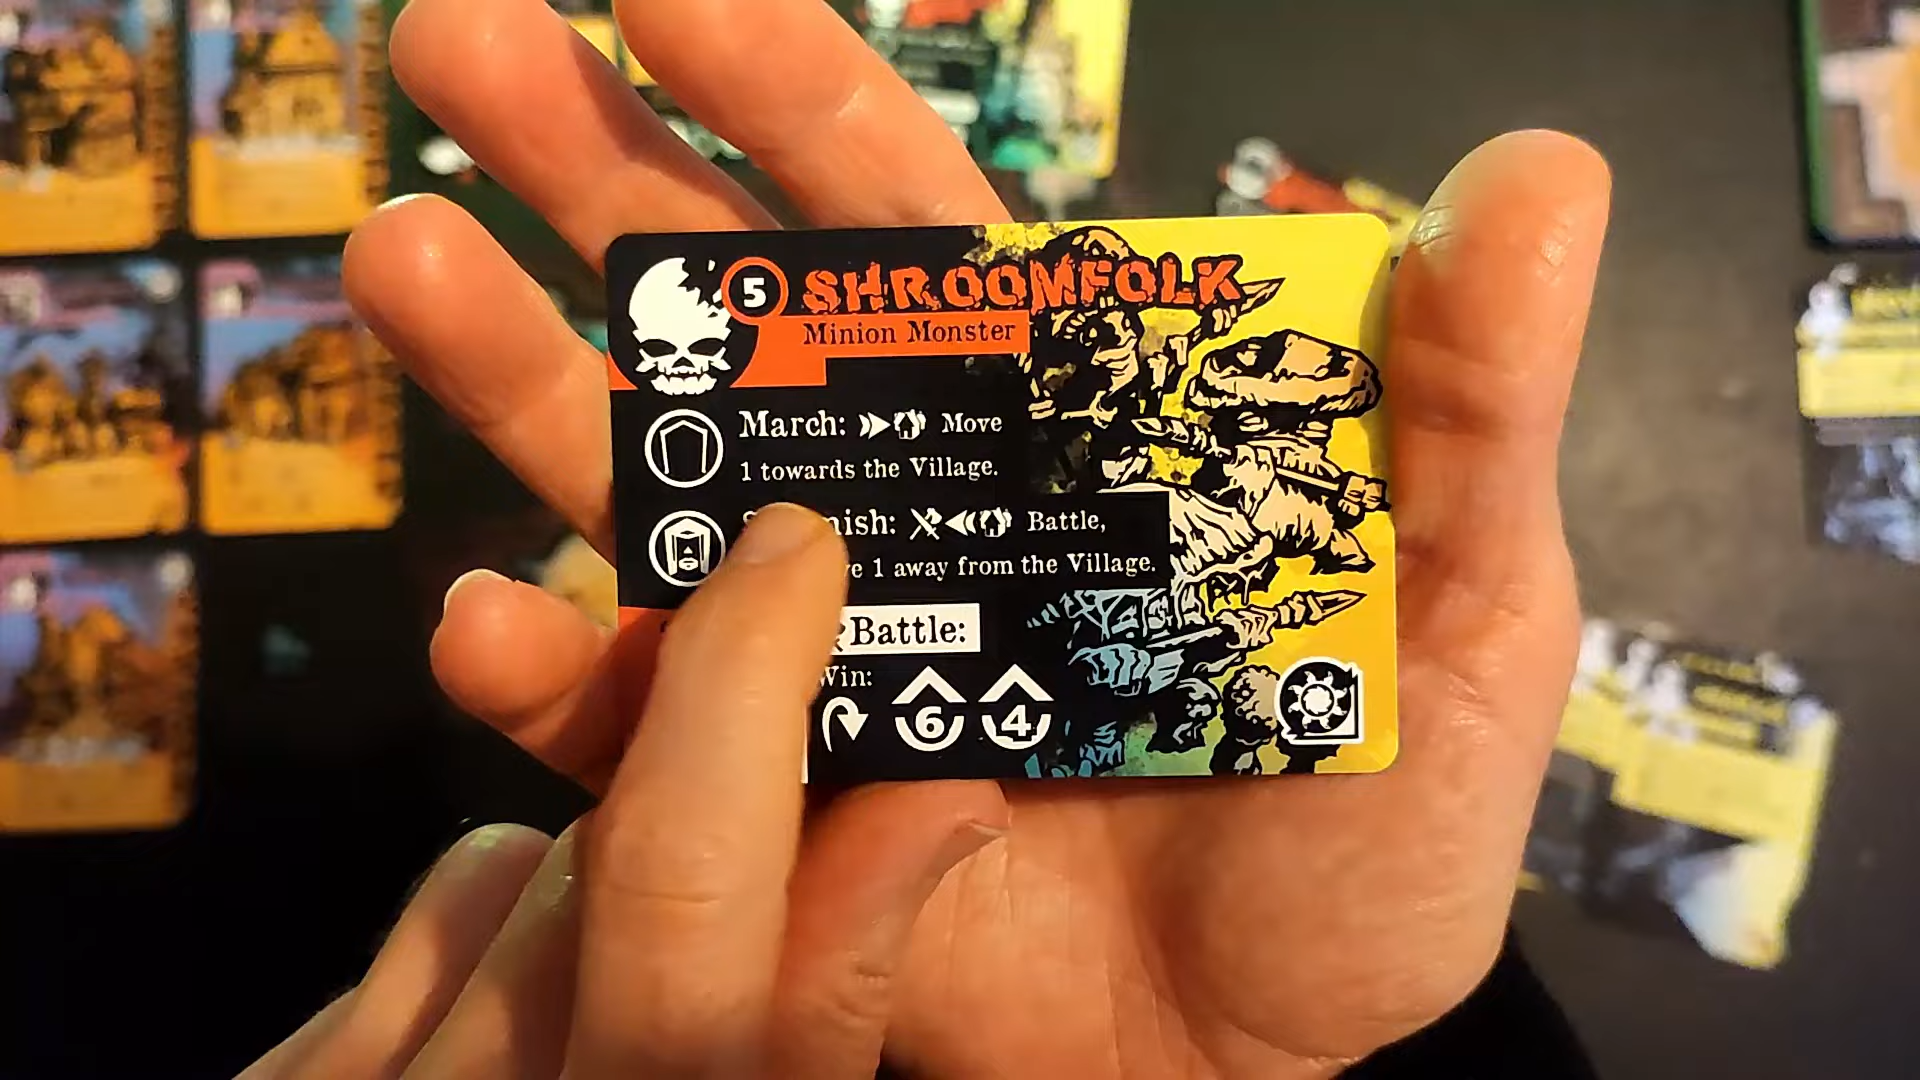 5 SHROOMFOLK
Minion Monster
March: Move
1 towards the Village.
Battle,
1 away from the Village.
Battle:
Win:
6 4